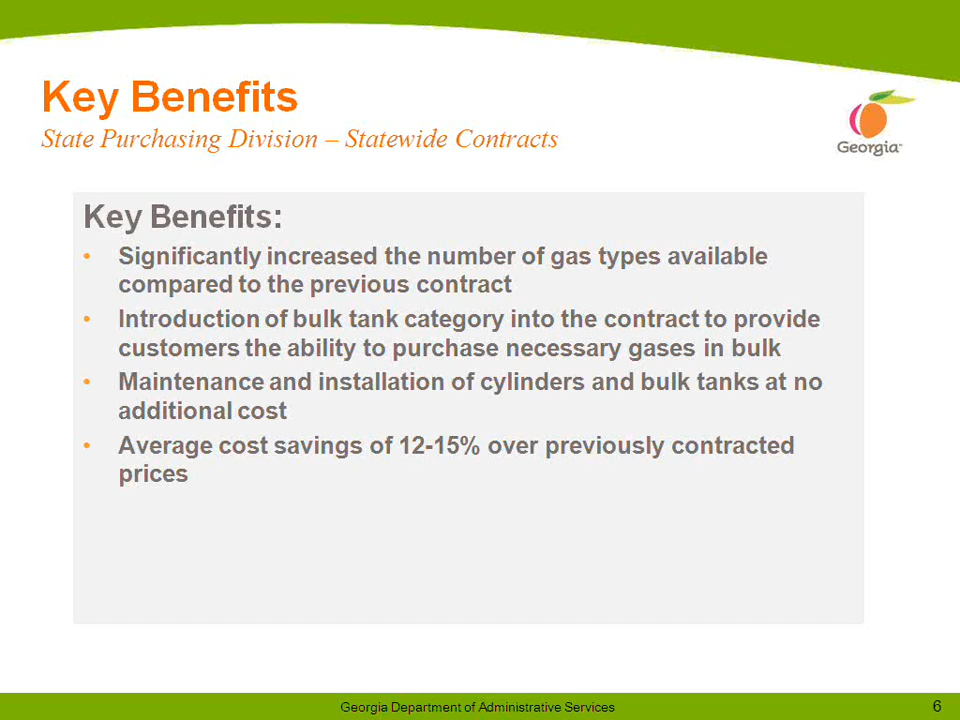 Key Benefits
State Purchasing Division – Statewide Contracts
Georgia™
Key Benefits:
• Significantly increased the number of gas types available
compared to the previous contract
• Introduction of bulk tank category into the contract to provide
customers the ability to purchase necessary gases in bulk
• Maintenance and installation of cylinders and bulk tanks at no
additional cost
• Average cost savings of 12-15% over previously contracted
prices
Georgia Department of Administrative Services
6